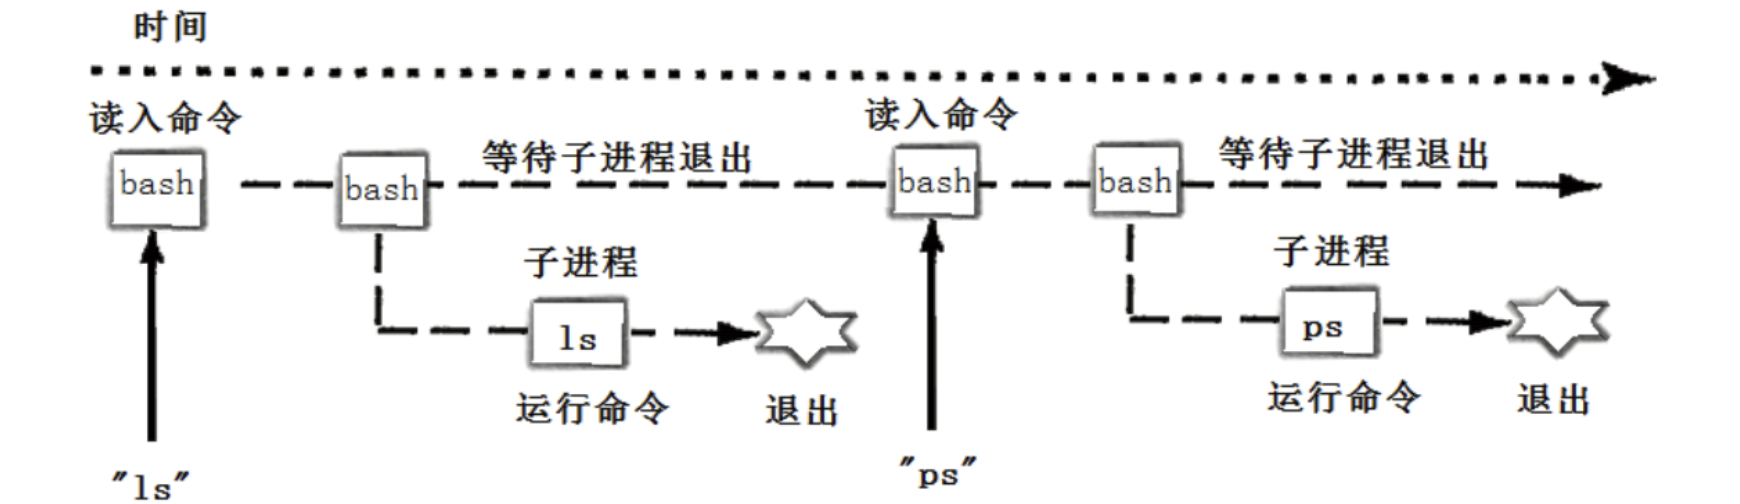 时间
读入命令
读入命令
等待子进程退出
等待子进程退出
bash
bash
bash
bash
子进程
子进程
ls
ps
运行命令
退出
运行命令
退出
"ls"
"ps"